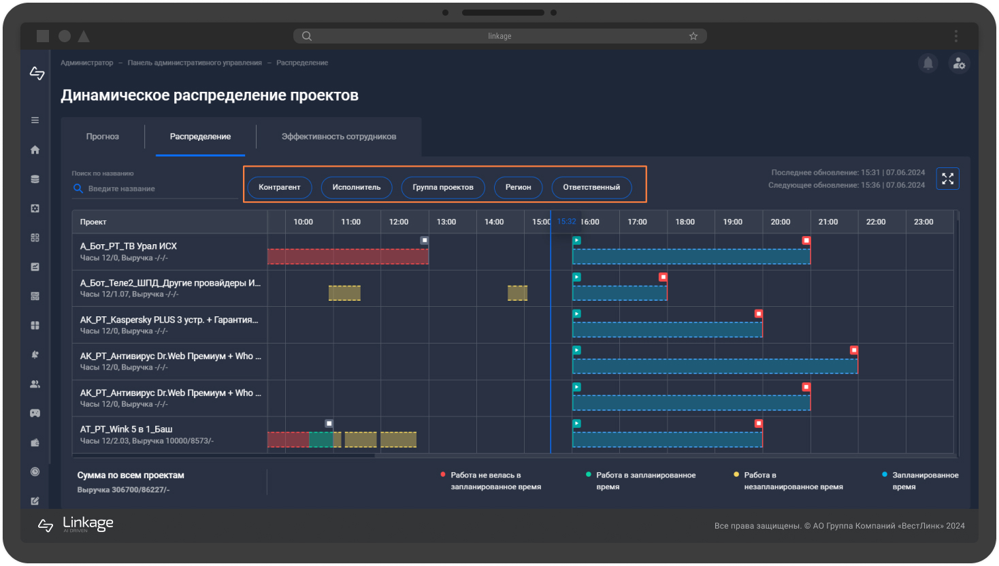 linkage
Администратор – Панель административного управления – Распределение
Динамическое распределение проектов
Прогноз
Распределение
Эффективность сотрудников
Поиск по названию
Введите название
Контрагент
Исполнитель
Группа проектов
Регион
Ответственный
Последнее обновление: 15:31 | 07.06.2024
Следующее обновление: 15:36 | 07.06.2024
Проект
10:00 11:00 12:00 13:00 14:00 15:00 15:32 16:00 17:00 18:00 19:00 20:00 21:00 22:00 23:00
А_Бот_РТ_ТВ Урал ИСХ
Часы 12/0, Выручка -/-/-
А_Бот_Теле2_ШПД_Другие провайдеры И...
Часы 12/1.07, Выручка -/-/-
АК_РТ_Kaspersky PLUS 3 устр. + Гарантия...
Часы 12/0, Выручка -/-/-
АК_РТ_Антивирус Dr.Web Премиум + Who ...
Часы 12/0, Выручка -/-/-
АК_РТ_Антивирус Dr.Web Премиум + Who ...
Часы 12/0, Выручка -/-/-
АТ_РТ_Wink 5 в 1_Баш
Часы 12/2.03, Выручка 10000/8573/-
Сумма по всем проектам
Выручка 306700/86227/-
Работа не велась в
запланированное время
Работа в запланированное
время
Работа в
незапланированное время
Запланированное
время
Linkage
AI DRIVEN
Все права защищены. © АО Группа Компаний «ВестЛинк» 2024